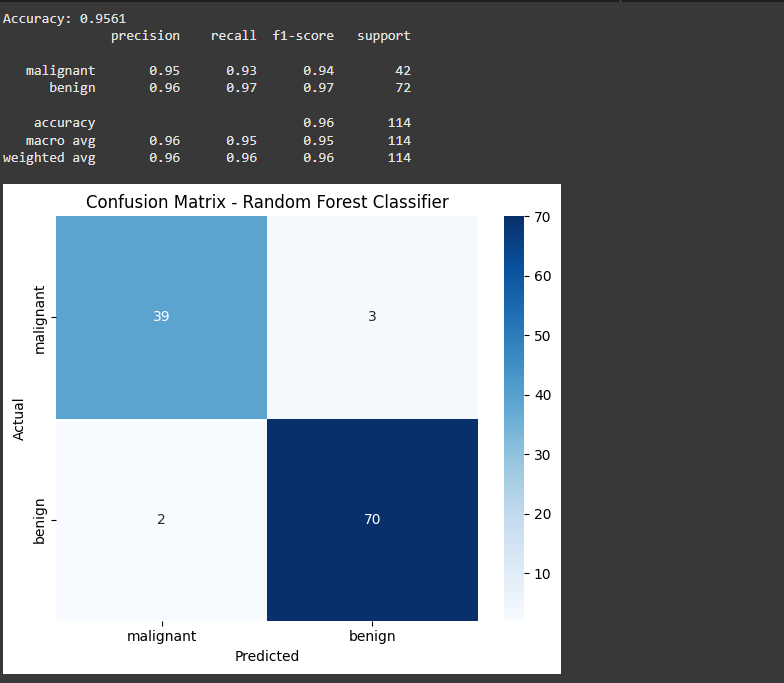 Accuracy: 0.9561
precision recall f1-score support
malignant 0.95 0.93 0.94 42
benign 0.96 0.97 0.97 72
accuracy 0.96 114
macro avg 0.96 0.95 0.95 114
weighted avg 0.96 0.96 0.96 114
Confusion Matrix - Random Forest Classifier
Actual
malignant
benign
39 3
2 70
malignant benign
Predicted
70
60
50
40
30
20
10